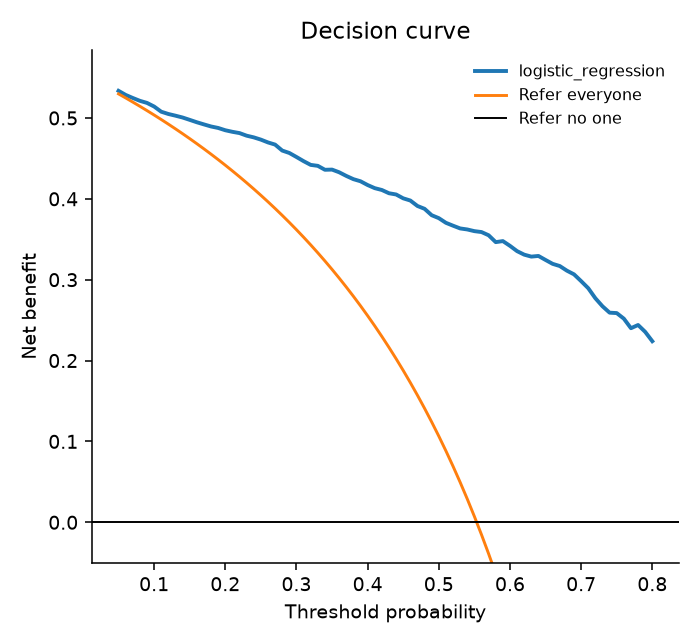 Decision curve
logistic_regression
Refer everyone
Refer no one
Net benefit
0.5
0.4
0.3
0.2
0.1
0.0
0.1 0.2 0.3 0.4 0.5 0.6 0.7 0.8
Threshold probability